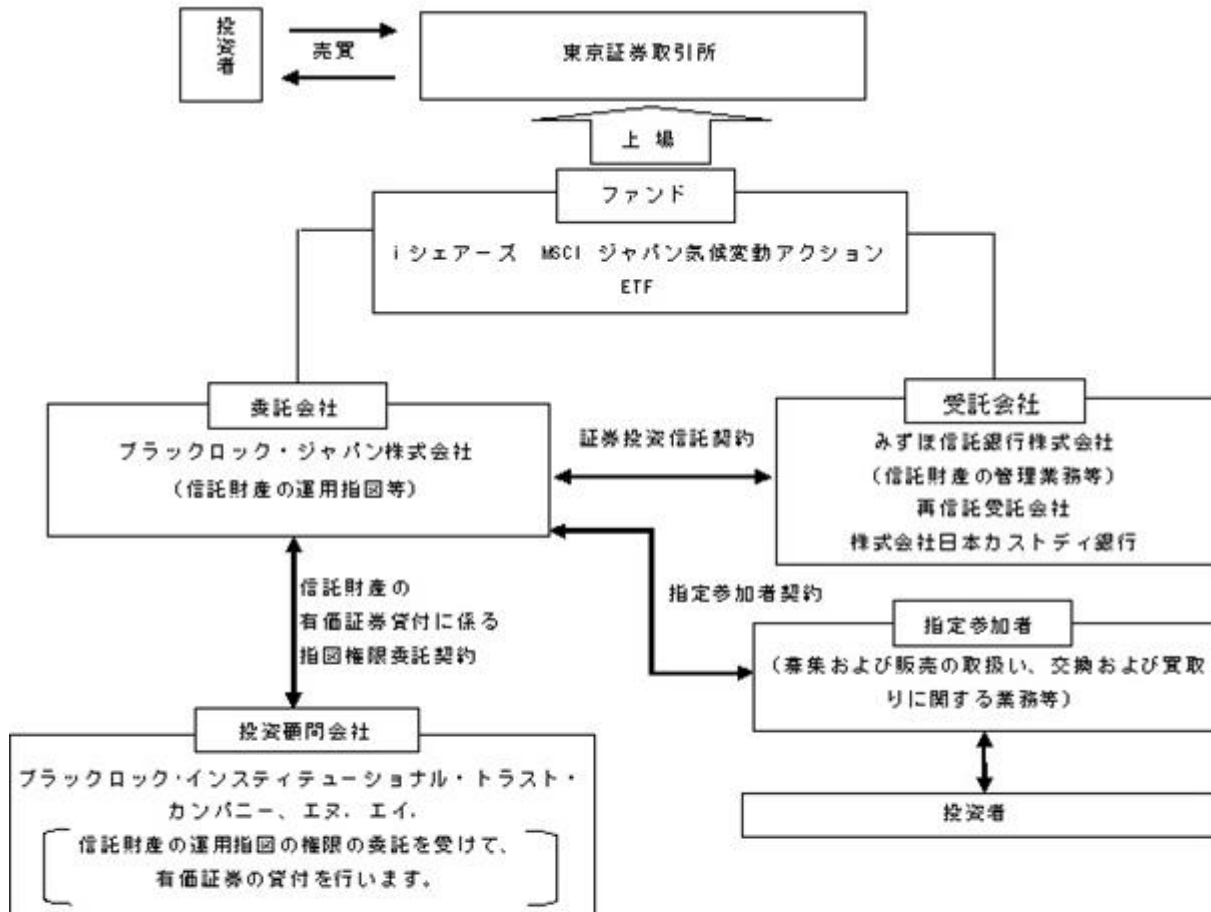 投資者
売買
東京証券取引所
上 場
ファンド
iシェアーズ MSCI ジャパン気候変動アクション
ETF
委託会社
ブラックロック・ジャパン株式会社
(信託財産の運用指図等)
証券投資信託契約
受託会社
みずほ信託銀行株式会社
(信託財産の管理業務等)
再信託受託会社
株式会社日本カストディ銀行
信託財産の
有価証券貸付に係る
指図権限委託契約
指定参加者契約
指定参加者
(募集および販売の取扱い、交換および買取
りに関する業務等)
投資顧問会社
ブラックロック・インスティテューショナル・トラスト・
カンパニー、エヌ.エイ.
信託財産の運用指図の権限の委託を受けて、
有価証券の貸付を行います。
投資者